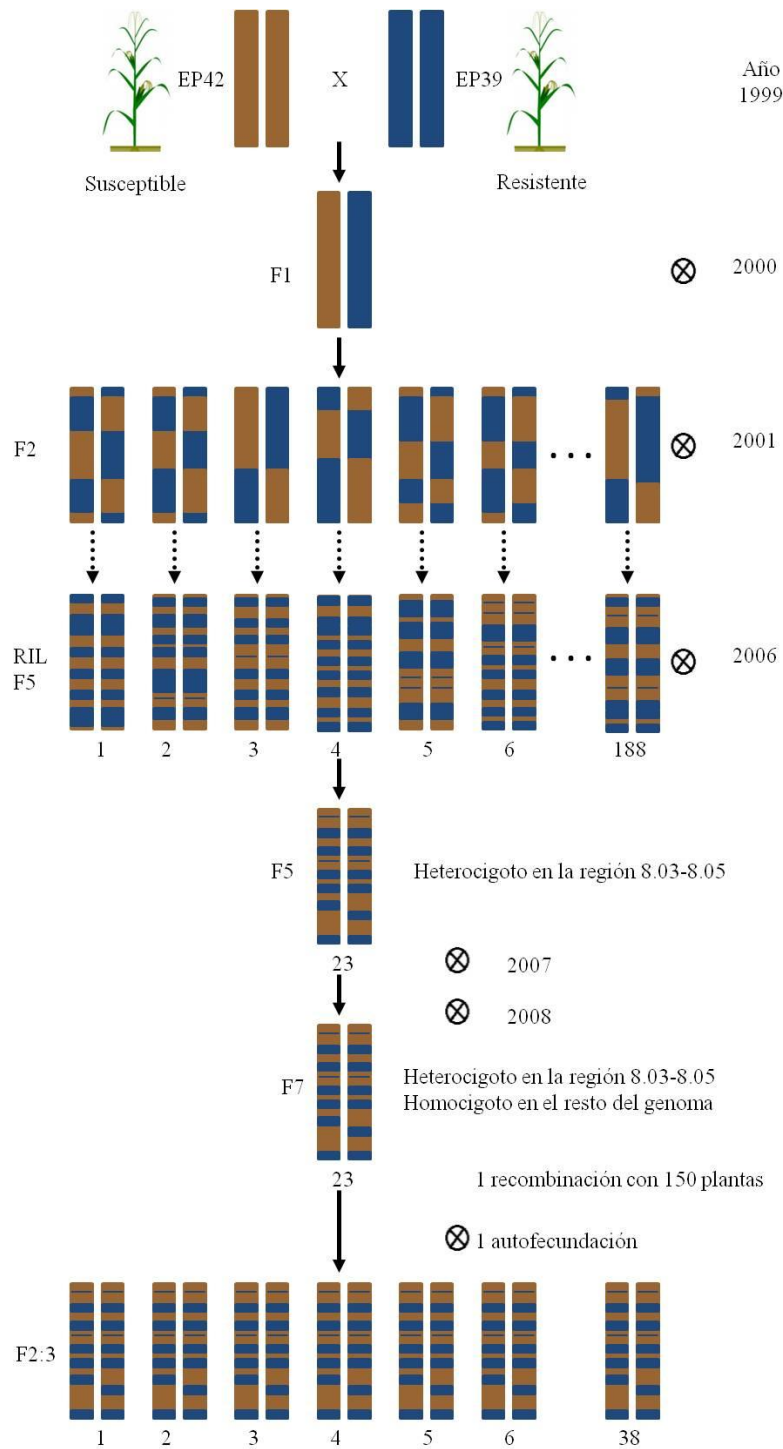 EP42
X
EP39
Año
1999
Susceptible
Resistente
F1
2000
F2
. . .
2001
RIL
F5
. . .
2006
1 2 3 4 5 6 188
F5
Heterocigoto en la región 8.03-8.05
23
2007
2008
F7
Heterocigoto en la región 8.03-8.05
Homocigoto en el resto del genoma
23
1 recombinación con 150 plantas
1 autofecundación
F2:3
1 2 3 4 5 6 38